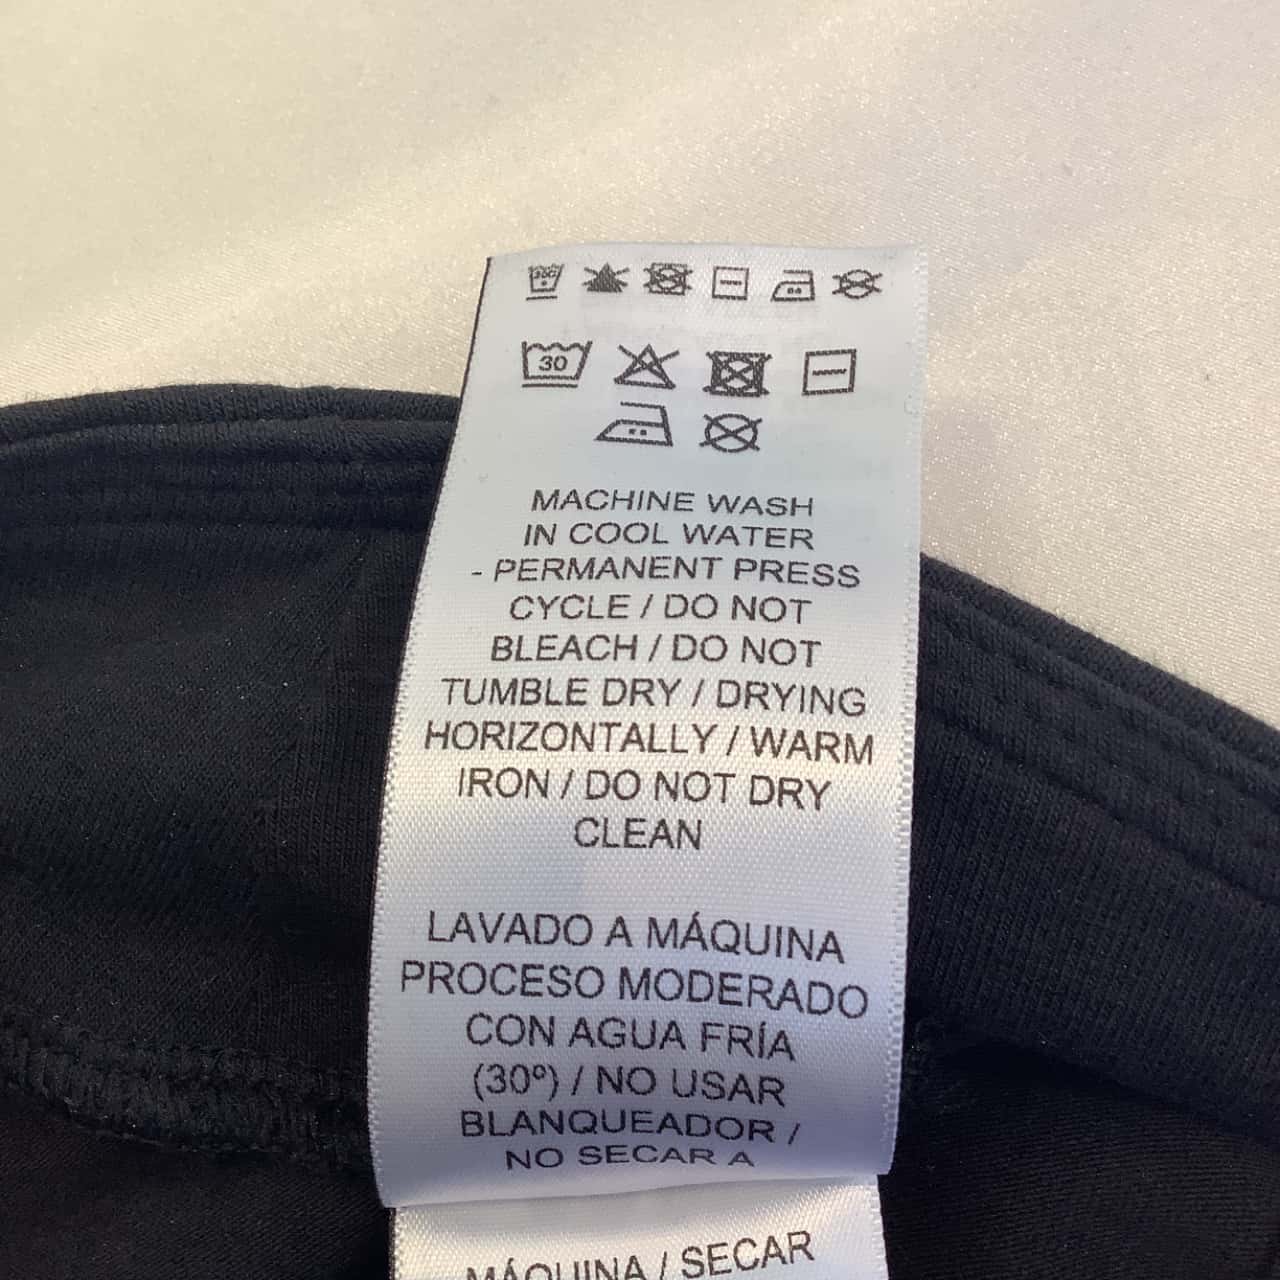 30C
30
MACHINE WASH
IN COOL WATER
- PERMANENT PRESS
CYCLE / DO NOT
BLEACH / DO NOT
TUMBLE DRY / DRYING
HORIZONTALLY / WARM
IRON / DO NOT DRY
CLEAN
LAVADO A MÁQUINA
PROCESO MODERADO
CON AGUA FRÍA
(30º) / NO USAR
BLANQUEADOR /
NO SECAR A
MÁQUINA / SECAR